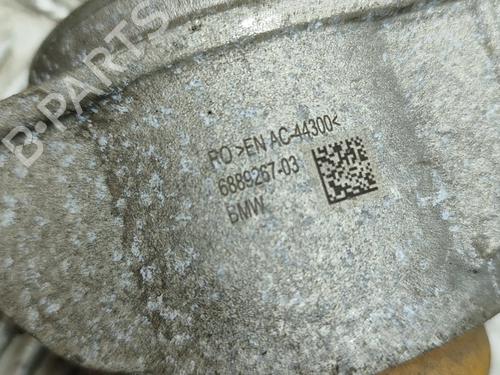 B-PARTS
RO >EN AC-44300<
6889267-03
BMW